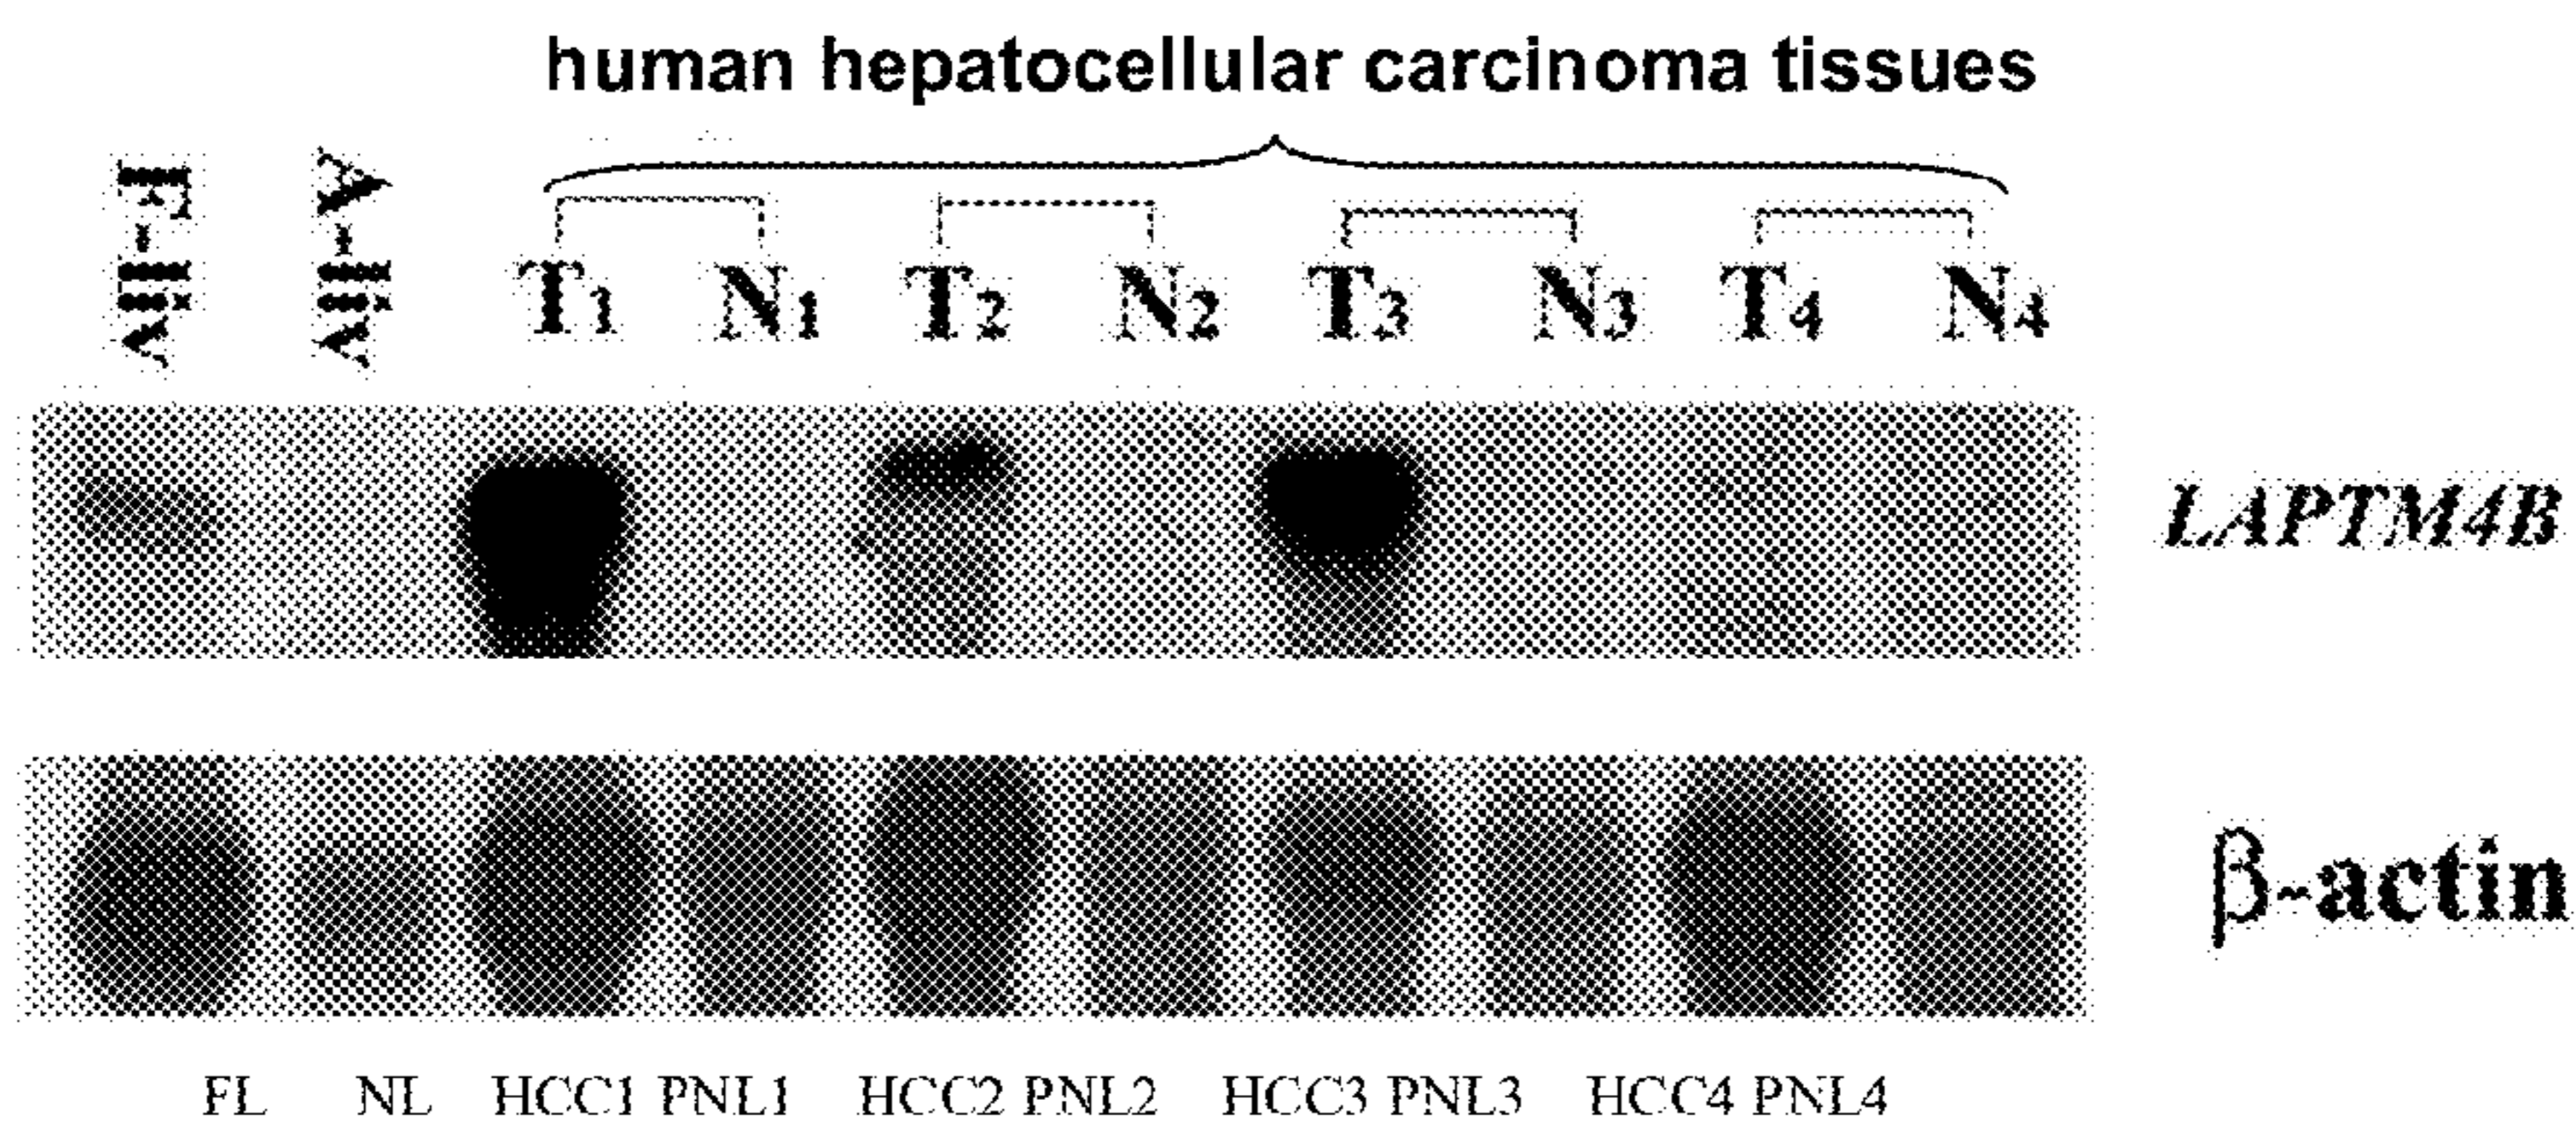 human hepatocellular carcinoma tissues
F-liv A-liv T1 N1 T2 N2 T3 N3 T4 N4
LAPTM4B
β-actin
FL NL HCC1 PNL1 HCC2 PNL2 HCC3 PNL3 HCC4 PNL4